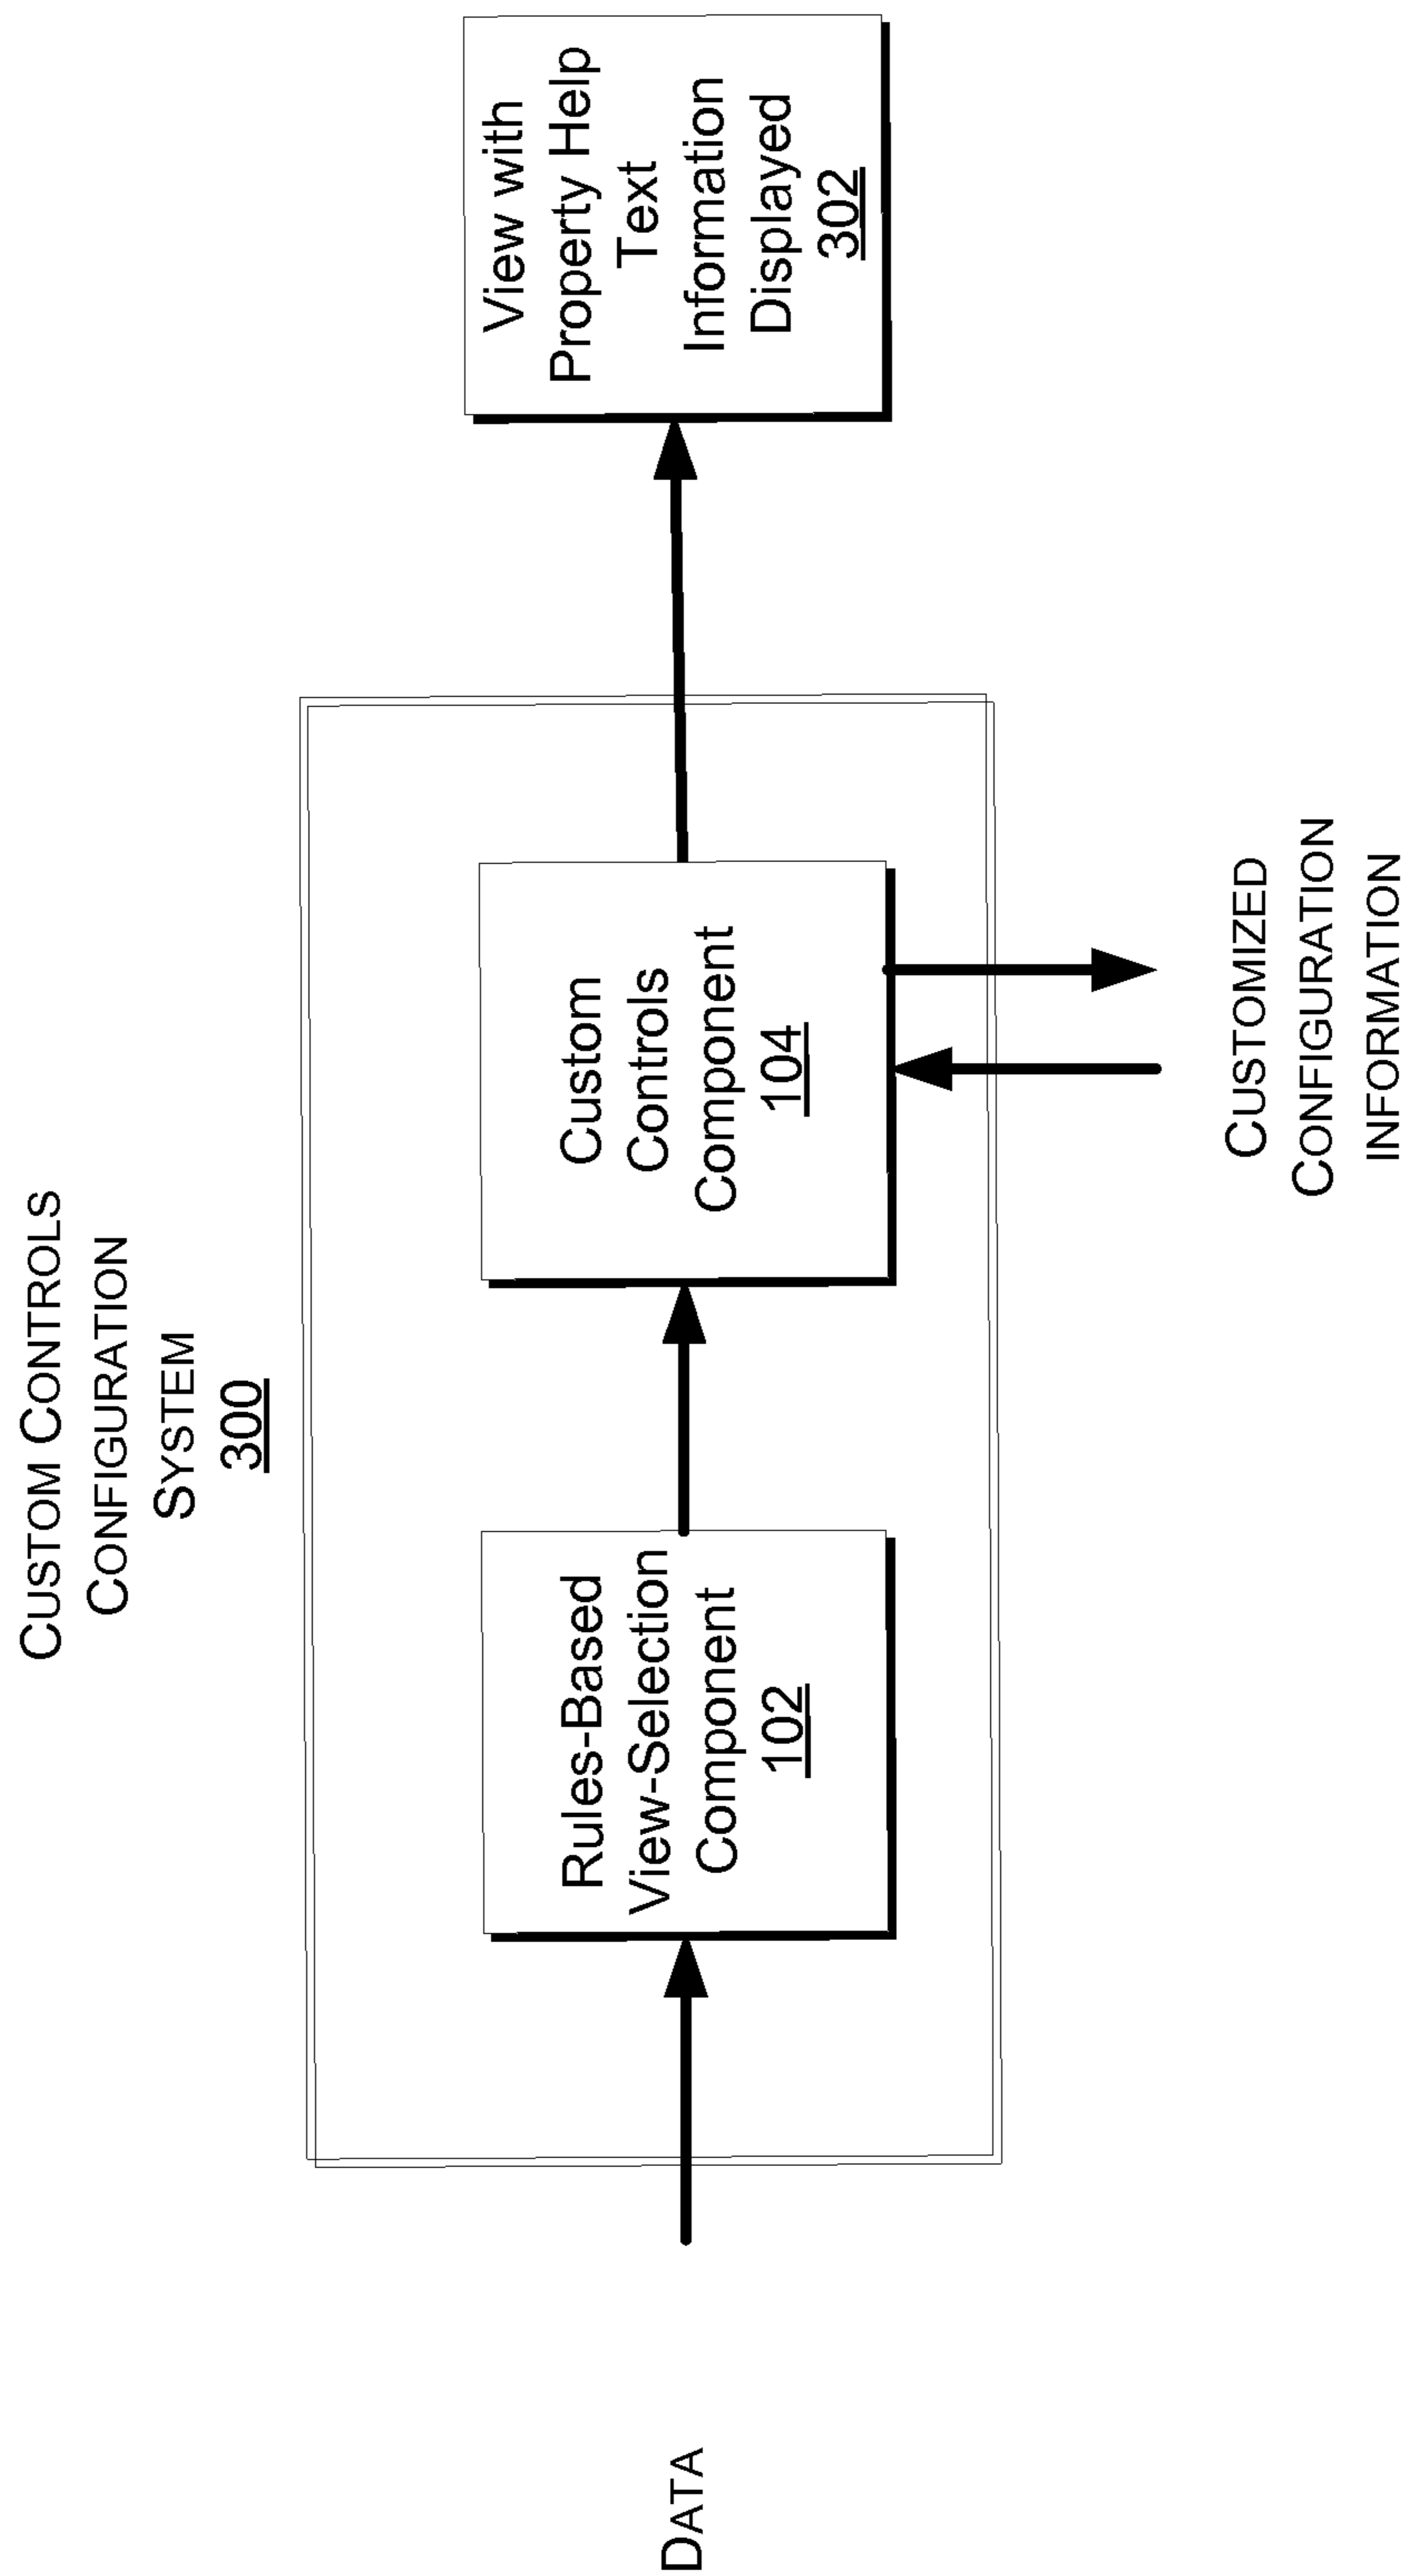 CUSTOM CONTROLS
CONFIGURATION
SYSTEM
300
DATA
Rules-Based
View-Selection
Component
102
Custom
Controls
Component
104
View with
Property Help
Text
Information
Displayed
302
CUSTOMIZED
CONFIGURATION
INFORMATION